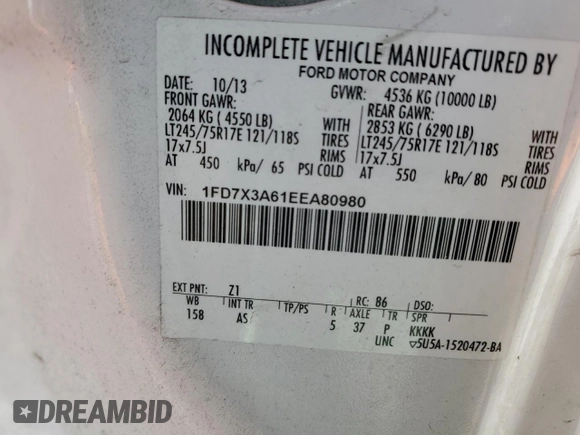 INCOMPLETE VEHICLE MANUFACTURED BY
FORD MOTOR COMPANY
DATE: 10/13 GVWR: 4536 KG (10000 LB)
FRONT GAWR: REAR GAWR:
2064 KG ( 4550 LB) WITH 2853 KG ( 6290 LB) WITH
LT245/75R17E 121/118S TIRES LT245/75R17E 121/118S TIRES
17x7.5J RIMS 17x7.5J RIMS
AT 450 kPa/ 65 PSI COLD AT 550 kPa/ 80 PSI COLD
VIN: 1FD7X3A61EEA80980
EXT PNT: Z1 RC: 86 DSO:
WB INT TR TP/PS R AXLE TR SPR
158 AS 5 37 P KKKK
UNC ▽5U5A-1520472-BA
DREAMBID